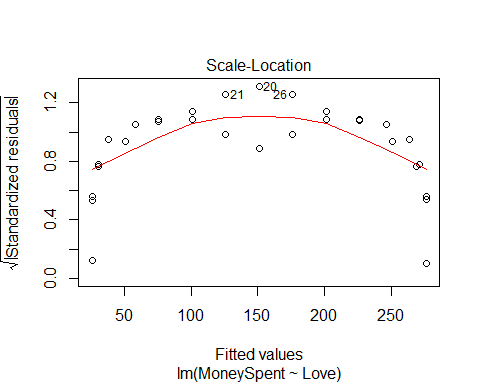 Scale-Location
√|Standardized residuals|
0.0 0.4 0.8 1.2
21
20
26
50 100 150 200 250
Fitted values
lm(MoneySpent ~ Love)